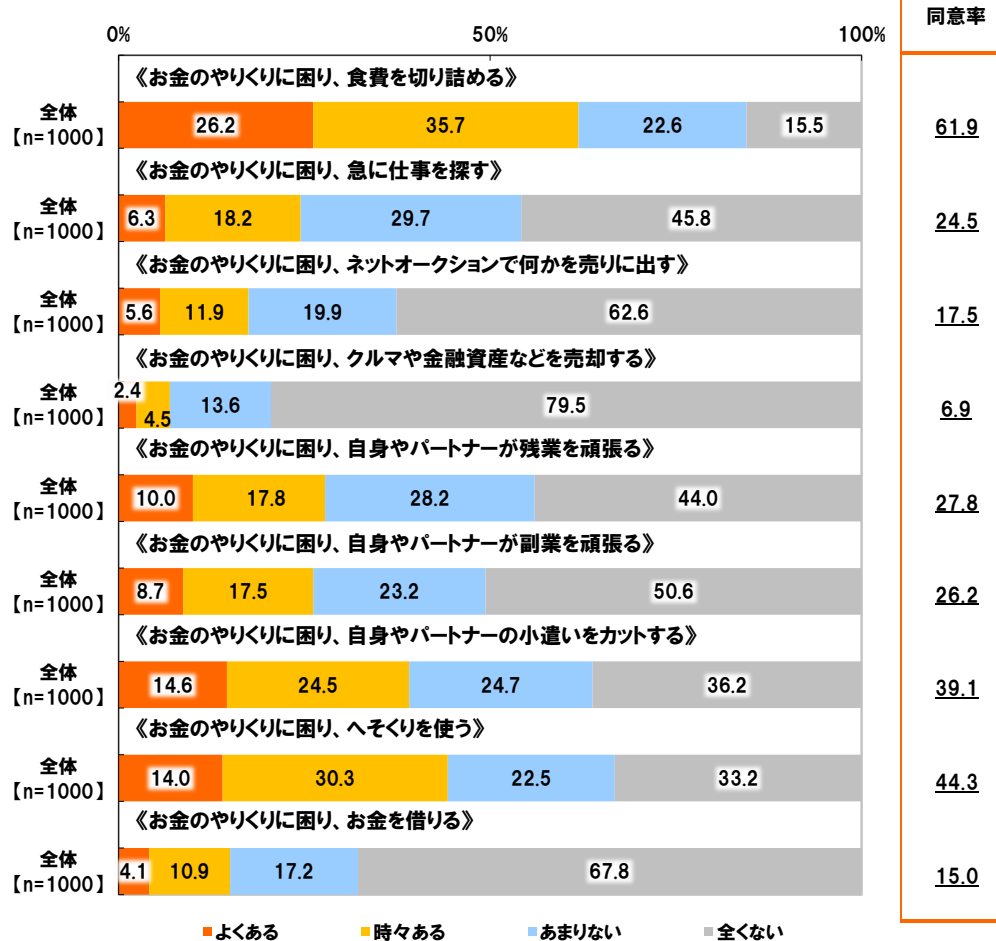 同意率
0%
50%
100%
《お金のやりくりに困り、食費を切り詰める》
全体
【n=1000】
26.2
35.7
22.6
15.5
61.9
《お金のやりくりに困り、急に仕事を探す》
全体
【n=1000】
6.3
18.2
29.7
45.8
24.5
《お金のやりくりに困り、ネットオークションで何かを売りに出す》
全体
【n=1000】
5.6
11.9
19.9
62.6
17.5
《お金のやりくりに困り、クルマや金融資産などを売却する》
全体
【n=1000】
2.4
4.5
13.6
79.5
6.9
《お金のやりくりに困り、自身やパートナーが残業を頑張る》
全体
【n=1000】
10.0
17.8
28.2
44.0
27.8
《お金のやりくりに困り、自身やパートナーが副業を頑張る》
全体
【n=1000】
8.7
17.5
23.2
50.6
26.2
《お金のやりくりに困り、自身やパートナーの小遣いをカットする》
全体
【n=1000】
14.6
24.5
24.7
36.2
39.1
《お金のやりくりに困り、へそくりを使う》
全体
【n=1000】
14.0
30.3
22.5
33.2
44.3
《お金のやりくりに困り、お金を借りる》
全体
【n=1000】
4.1
10.9
17.2
67.8
15.0
よくある
時々ある
あまりない
全くない